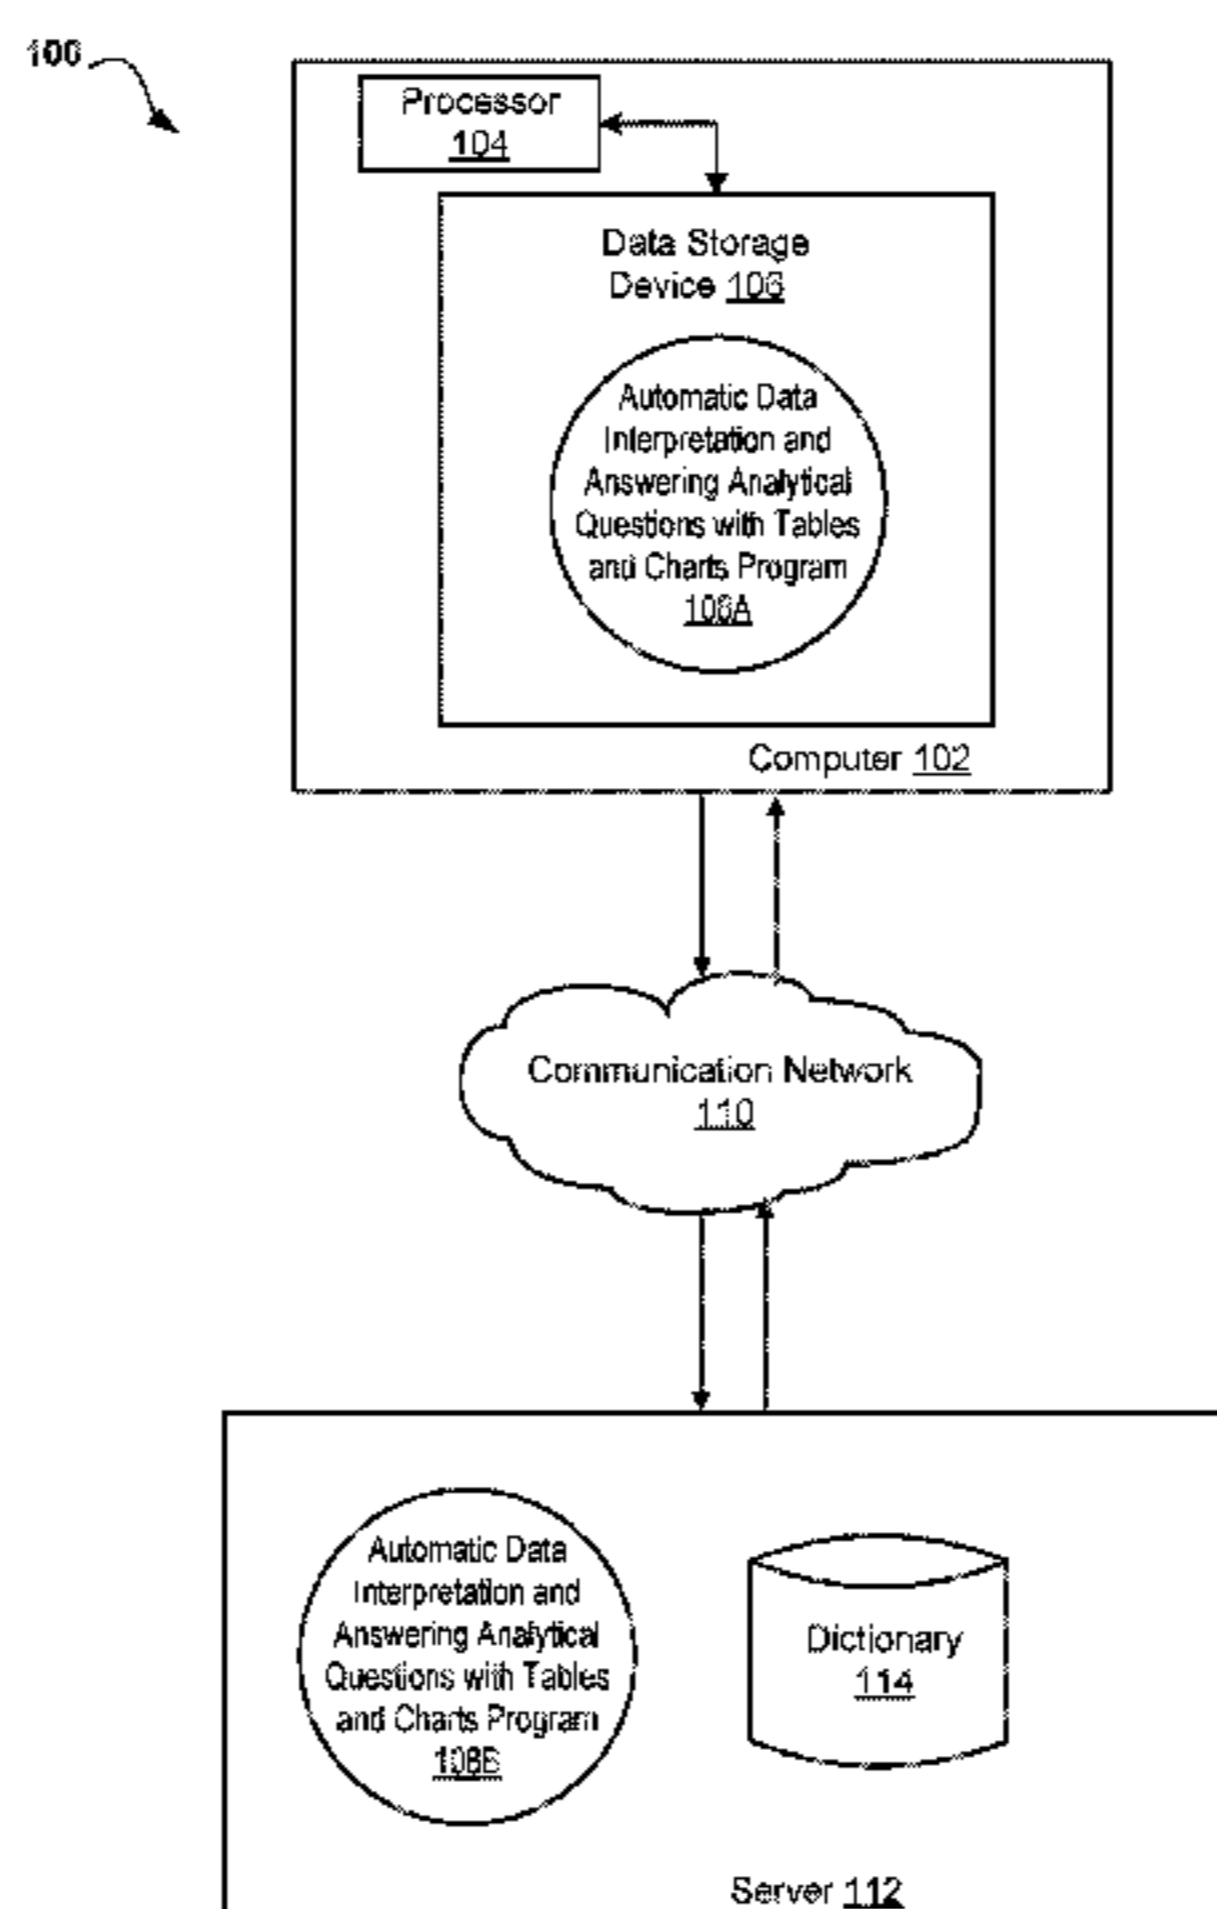 100
Processor
104
Data Storage
Device 106
Automatic Data
Interpretation and
Answering Analytical
Questions with Tables
and Charts Program
108A
Computer 102
Communication Network
110
Automatic Data
Interpretation and
Answering Analytical
Questions with Tables
and Charts Program
108B
Dictionary
114
Server 112